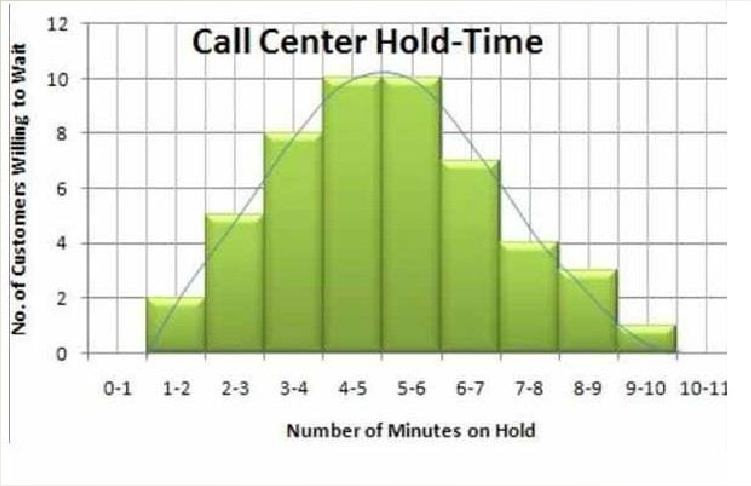 Call Center Hold-Time
No. of Customers Willing to Wait
12
10
8
6
4
2
0
0-1 1-2 2-3 3-4 4-5 5-6 6-7 7-8 8-9 9-10 10-11
Number of Minutes on Hold